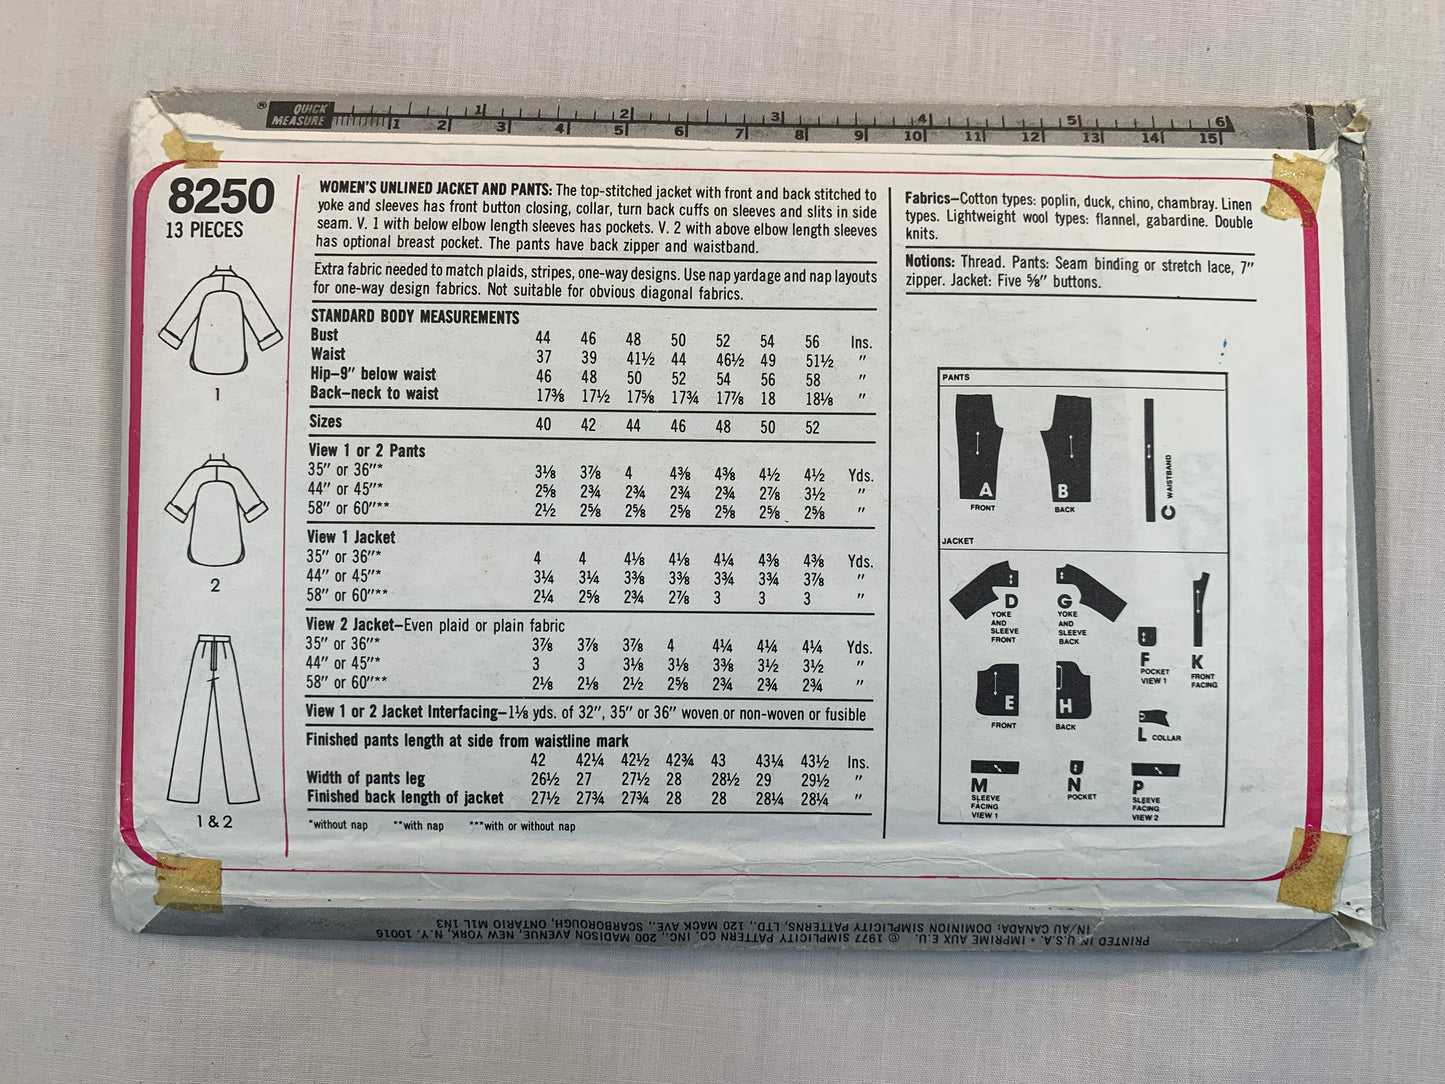 ® QUICK MEASURE
1 2 3 4 5 6
1 2 3 4 5 6 7 8 9 10 11 12 13 14 15
8250
13 PIECES
1
2
1 & 2
WOMEN'S UNLINED JACKET AND PANTS: The top-stitched jacket with front and back stitched to
yoke and sleeves has front button closing, collar, turn back cuffs on sleeves and slits in side
seam. V. 1 with below elbow length sleeves has pockets. V. 2 with above elbow length sleeves
has optional breast pocket. The pants have back zipper and waistband.
Extra fabric needed to match plaids, stripes, one-way designs. Use nap yardage and nap layouts
for one-way design fabrics. Not suitable for obvious diagonal fabrics.
STANDARD BODY MEASUREMENTS
Bust 44 46 48 50 52 54 56 Ins.
Waist 37 39 41½ 44 46½ 49 51½ "
Hip–9" below waist 46 48 50 52 54 56 58 "
Back–neck to waist 17⅜ 17½ 17⅝ 17¾ 17⅞ 18 18⅛ "
Sizes 40 42 44 46 48 50 52
View 1 or 2 Pants
35" or 36"* 3⅛ 3⅞ 4 4⅜ 4⅜ 4½ 4½ Yds.
44" or 45"* 2⅝ 2¾ 2¾ 2¾ 2¾ 2⅞ 3½ "
58" or 60"** 2½ 2⅝ 2⅝ 2⅝ 2⅝ 2⅝ 2⅝ "
View 1 Jacket
35" or 36"* 4 4 4⅛ 4⅛ 4¼ 4⅜ 4⅜ Yds.
44" or 45"* 3¼ 3¼ 3⅜ 3⅜ 3¾ 3¾ 3⅞ "
58" or 60"** 2¼ 2⅝ 2¾ 2⅞ 3 3 3 "
View 2 Jacket–Even plaid or plain fabric
35" or 36"* 3⅞ 3⅞ 3⅞ 4 4¼ 4¼ 4¼ Yds.
44" or 45"* 3 3 3⅛ 3⅛ 3⅜ 3½ 3½ "
58" or 60"** 2⅛ 2⅛ 2½ 2⅝ 2¾ 2¾ 2¾ "
View 1 or 2 Jacket Interfacing–1⅛ yds. of 32", 35" or 36" woven or non-woven or fusible
Finished pants length at side from waistline mark
42 42¼ 42½ 42¾ 43 43¼ 43½ Ins.
Width of pants leg 26½ 27 27½ 28 28½ 29 29½ "
Finished back length of jacket 27½ 27¾ 27¾ 28 28 28¼ 28¼ "
*without nap **with nap ***with or without nap
Fabrics–Cotton types: poplin, duck, chino, chambray. Linen
types. Lightweight wool types: flannel, gabardine. Double
knits.
Notions: Thread. Pants: Seam binding or stretch lace, 7"
zipper. Jacket: Five ⅝" buttons.
PANTS
A
FRONT
B
BACK
C WAISTBAND
JACKET
D
YOKE
AND
SLEEVE
FRONT
G
YOKE
AND
SLEEVE
BACK
F
POCKET
VIEW 1
K
FRONT
FACING
E
FRONT
H
BACK
L COLLAR
M
SLEEVE
FACING
VIEW 1
N
POCKET
P
SLEEVE
FACING
VIEW 2
PRINTED IN U.S.A. • IMPRIME AUX E.U. © 1977 SIMPLICITY PATTERN CO. INC., 200 MADISON AVENUE, NEW YORK, N.Y. 10016
IN/AU CANADA: DOMINION SIMPLICITY PATTERNS, LTD., 120 MACK AVE., SCARBOROUGH, ONTARIO M1L 1N3